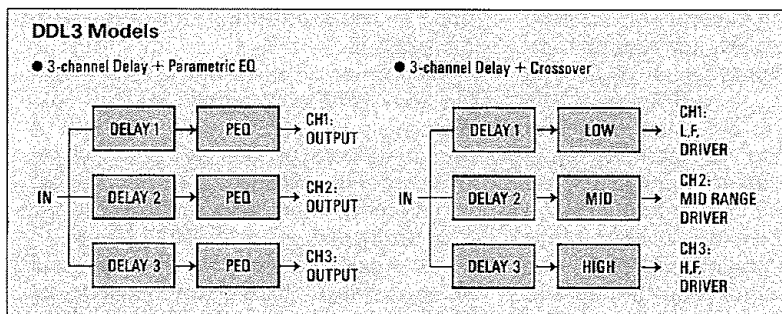 DDL3 Models
● 3-channel Delay + Parametric EQ
IN
DELAY 1
PEQ
CH1:
OUTPUT
DELAY 2
PEQ
CH2:
OUTPUT
DELAY 3
PEQ
CH3:
OUTPUT
● 3-channel Delay + Crossover
IN
DELAY 1
LOW
CH1:
L.F.
DRIVER
DELAY 2
MID
CH2:
MID RANGE
DRIVER
DELAY 3
HIGH
CH3:
H.F.
DRIVER